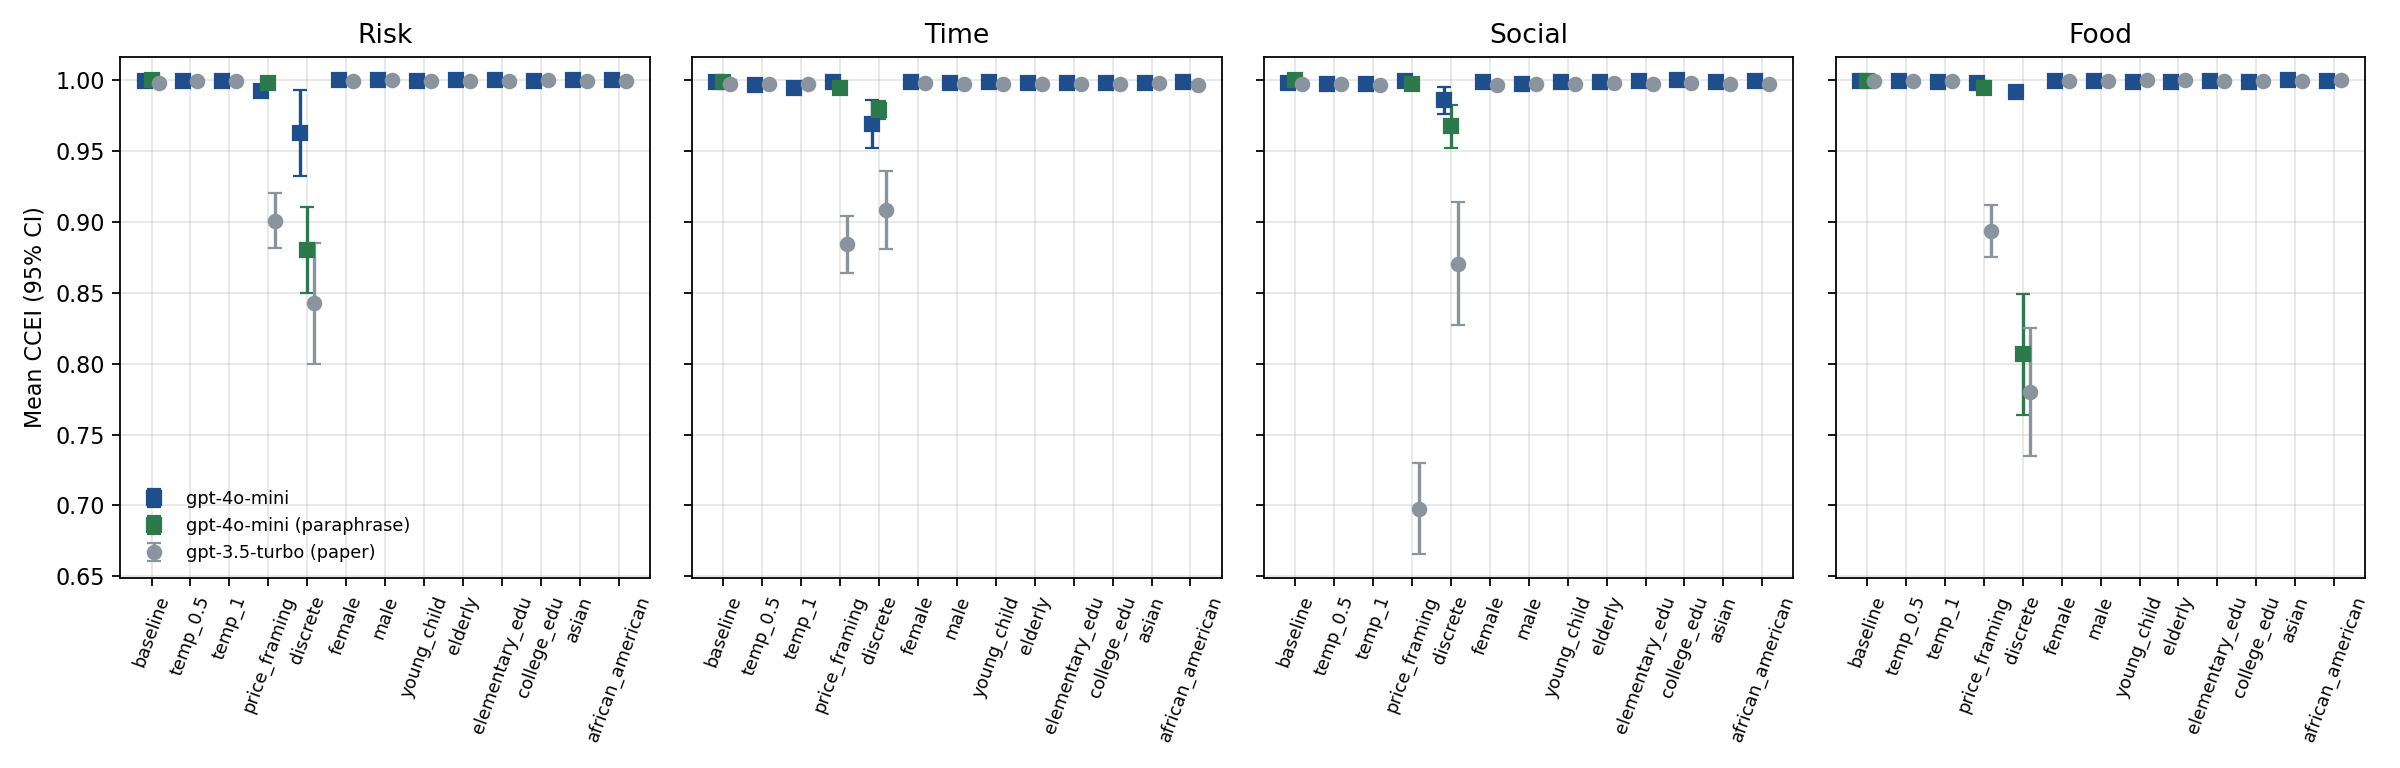 Risk
Time
Social
Food
Mean CCEI (95% CI)
1.00
0.95
0.90
0.85
0.80
0.75
0.70
0.65
gpt-4o-mini
gpt-4o-mini (paraphrase)
gpt-3.5-turbo (paper)
baseline
temp_0.5
temp_1
price_framing
discrete
female
male
young_child
elderly
elementary_edu
college_edu
asian
african_american
baseline
temp_0.5
temp_1
price_framing
discrete
female
male
young_child
elderly
elementary_edu
college_edu
asian
african_american
baseline
temp_0.5
temp_1
price_framing
discrete
female
male
young_child
elderly
elementary_edu
college_edu
asian
african_american
baseline
temp_0.5
temp_1
price_framing
discrete
female
male
young_child
elderly
elementary_edu
college_edu
asian
african_american